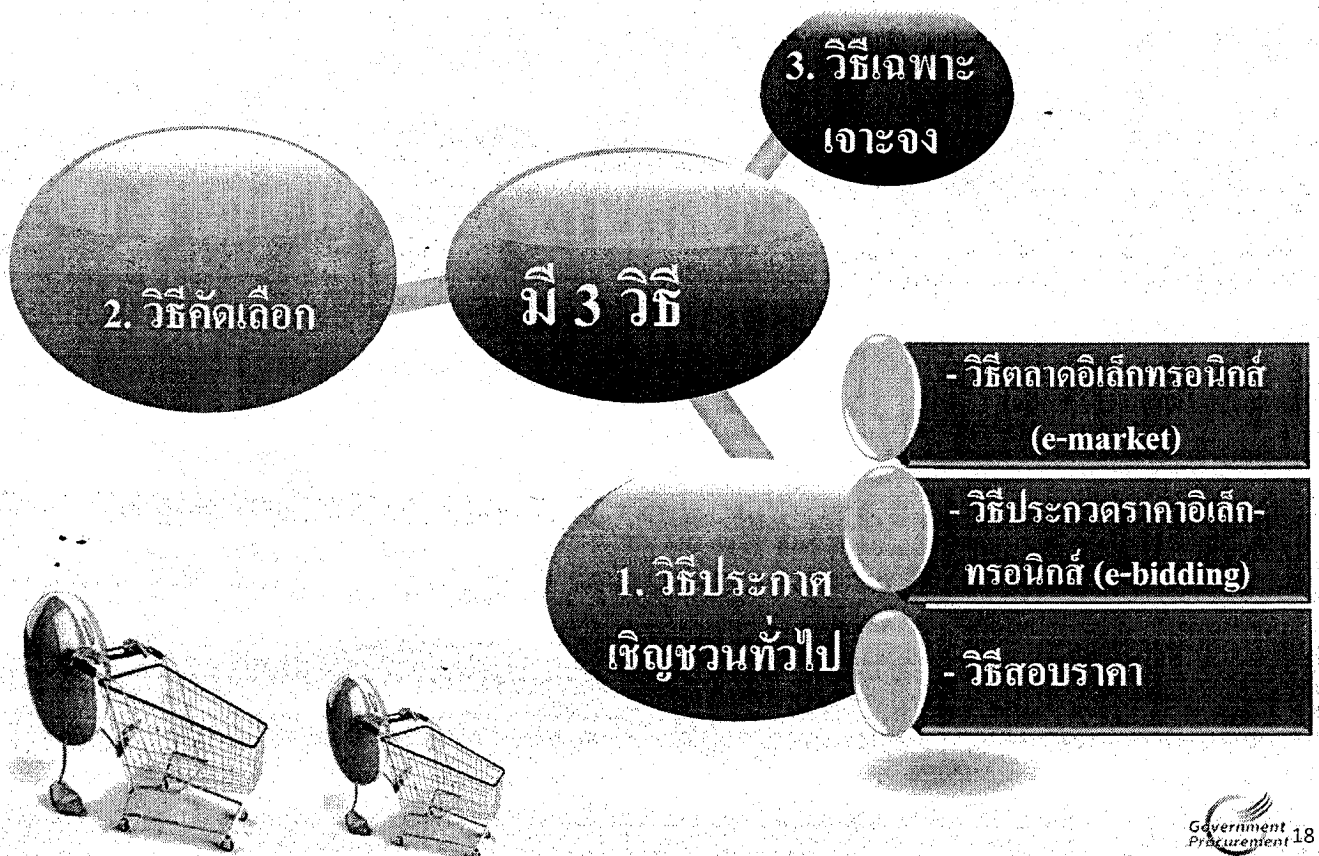 มี 3 วิธี
1. วิธีประกาศ
เชิญชวนทั่วไป
- วิธีตลาดอิเล็กทรอนิกส์
(e-market)
- วิธีประกวดราคาอิเล็ก-
ทรอนิกส์ (e-bidding)
- วิธีสอบราคา
2. วิธีคัดเลือก
3. วิธีเฉพาะ
เจาะจง
Government
Procurement 18